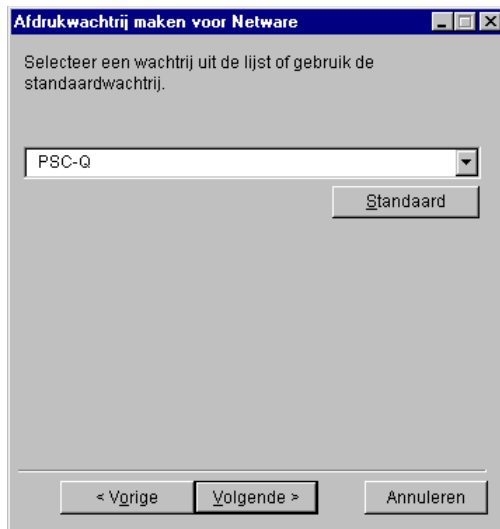 Afdrukwachtrij maken voor Netware
Selecteer een wachtrij uit de lijst of gebruik de
standaardwachtrij.
PSC-Q
Standaard
< Vorige
Volgende >
Annuleren